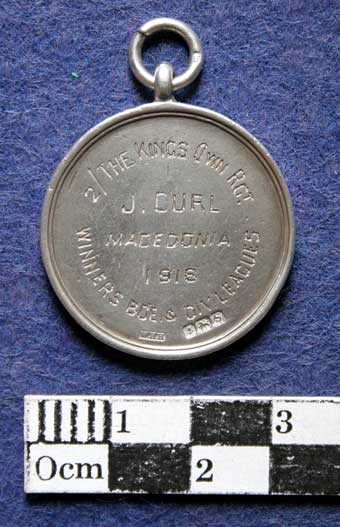 2/THE KINGS OWN RGT
J. CURL
MACEDONIA
1918
WINNERS BDE. & DIV LEAGUES
1 3
0cm 2